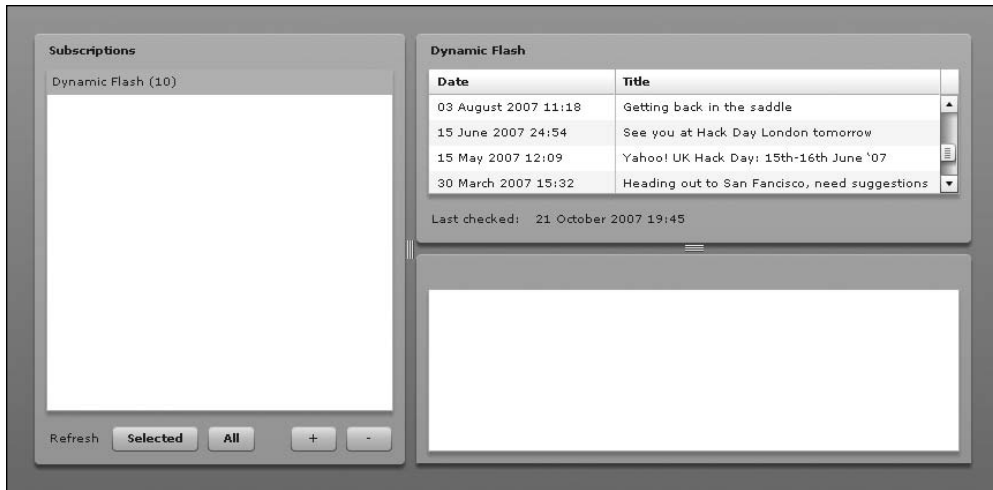 Subscriptions
Dynamic Flash (10)
Refresh Selected All + -
Dynamic Flash
Date Title
03 August 2007 11:18 Getting back in the saddle
15 June 2007 24:54 See you at Hack Day London tomorrow
15 May 2007 12:09 Yahoo! UK Hack Day: 15th-16th June '07
30 March 2007 15:32 Heading out to San Fancisco, need suggestions
Last checked: 21 October 2007 19:45